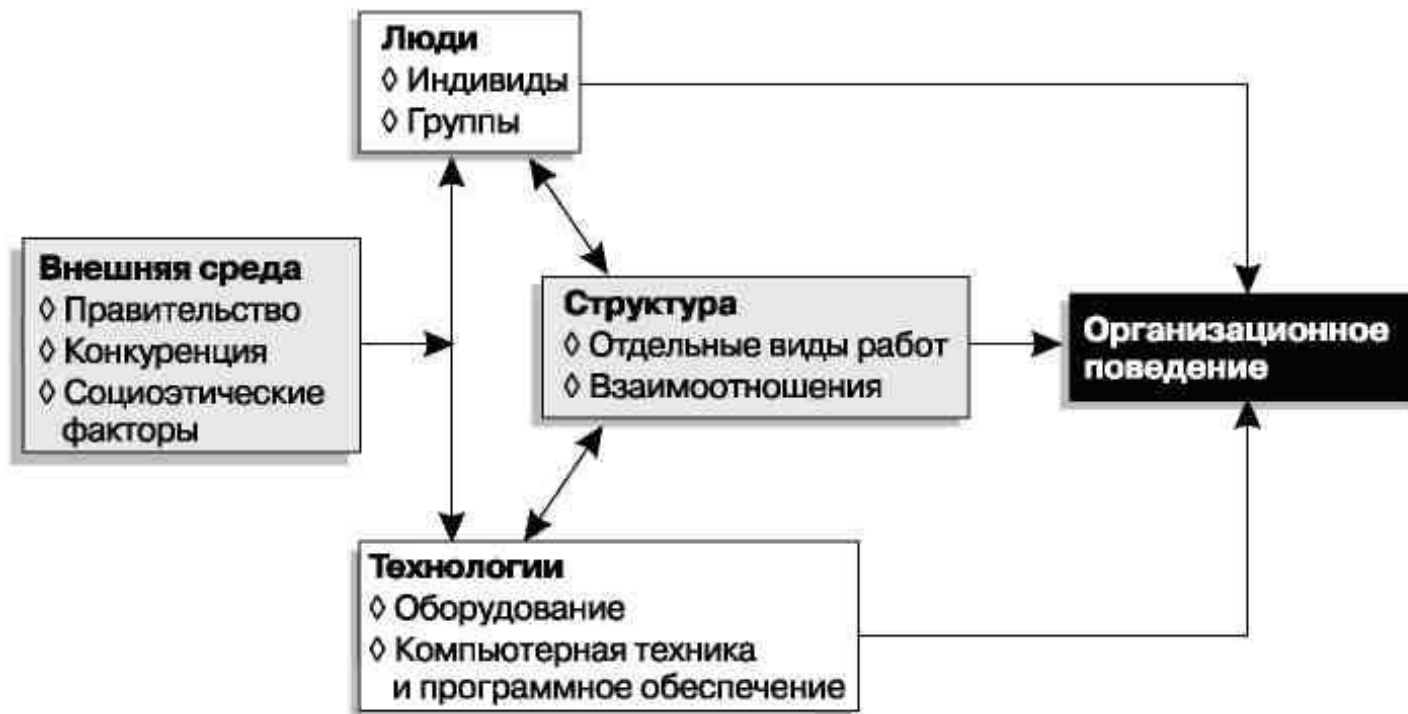 Люди
◊ Индивиды
◊ Группы
Внешняя среда
◊ Правительство
◊ Конкуренция
◊ Социоэтические
факторы
Структура
◊ Отдельные виды работ
◊ Взаимоотношения
Организационное
поведение
Технологии
◊ Оборудование
◊ Компьютерная техника
и программное обеспечение